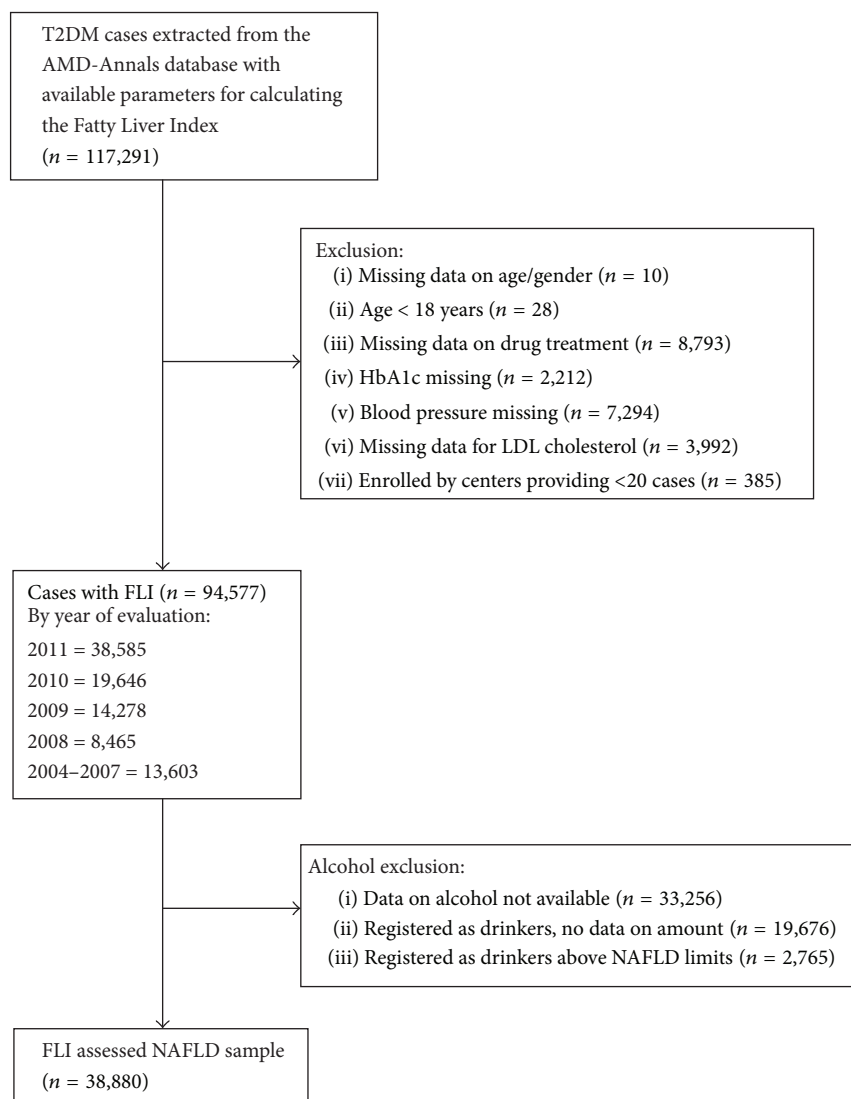 T2DM cases extracted from the
AMD-Annals database with
available parameters for calculating
the Fatty Liver Index
(n = 117,291)
Exclusion:
(i) Missing data on age/gender (n = 10)
(ii) Age < 18 years (n = 28)
(iii) Missing data on drug treatment (n = 8,793)
(iv) HbA1c missing (n = 2,212)
(v) Blood pressure missing (n = 7,294)
(vi) Missing data for LDL cholesterol (n = 3,992)
(vii) Enrolled by centers providing <20 cases (n = 385)
Cases with FLI (n = 94,577)
By year of evaluation:
2011 = 38,585
2010 = 19,646
2009 = 14,278
2008 = 8,465
2004–2007 = 13,603
Alcohol exclusion:
(i) Data on alcohol not available (n = 33,256)
(ii) Registered as drinkers, no data on amount (n = 19,676)
(iii) Registered as drinkers above NAFLD limits (n = 2,765)
FLI assessed NAFLD sample
(n = 38,880)